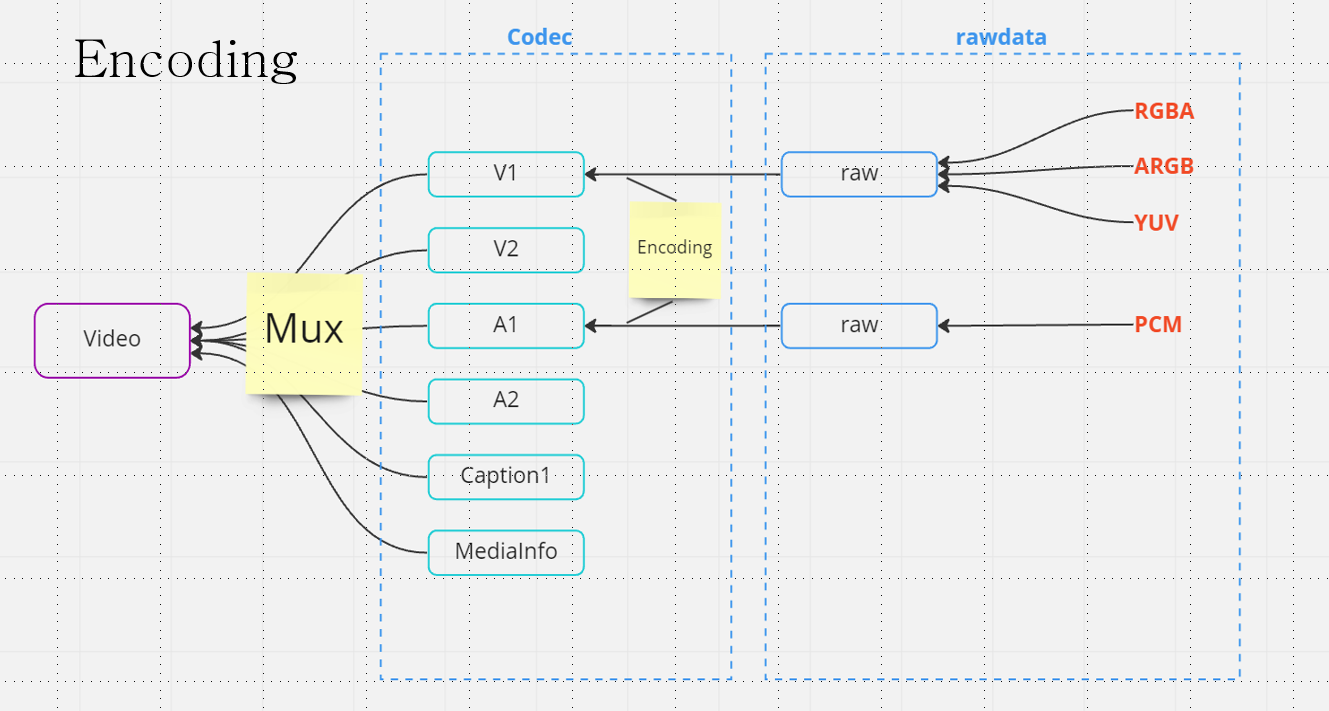 Encoding
Codec
rawdata
RGBA
ARGB
YUV
V1
raw
V2
Encoding
Mux
Video
A1
raw
PCM
A2
Caption1
MediaInfo